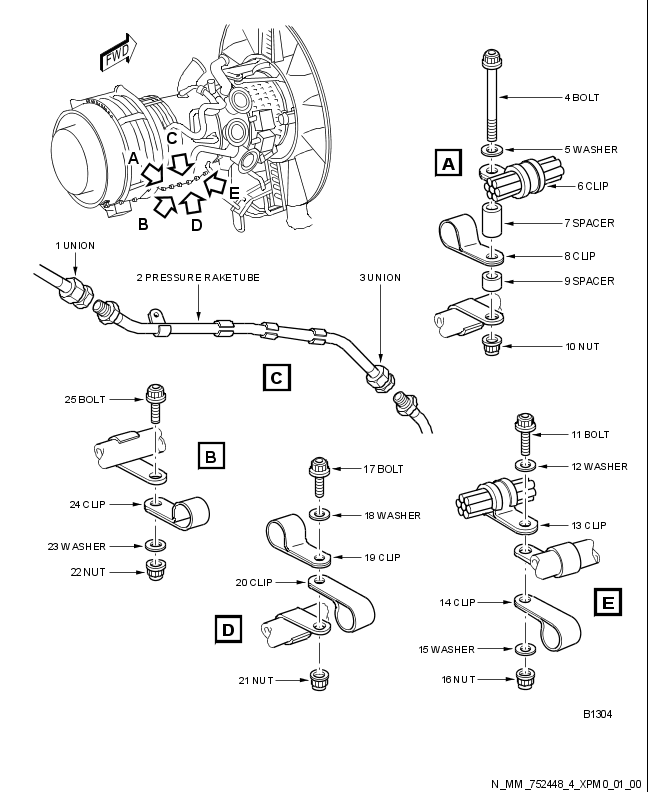 FWD
A
C
B
D
E
1 UNION
2 PRESSURE RAKE TUBE
3 UNION
C
A
4 BOLT
5 WASHER
6 CLIP
7 SPACER
8 CLIP
9 SPACER
10 NUT
B
25 BOLT
24 CLIP
23 WASHER
22 NUT
D
17 BOLT
18 WASHER
19 CLIP
20 CLIP
21 NUT
E
11 BOLT
12 WASHER
13 CLIP
14 CLIP
15 WASHER
16 NUT
B1304
N_MM_752448_4_XPM0_01_00